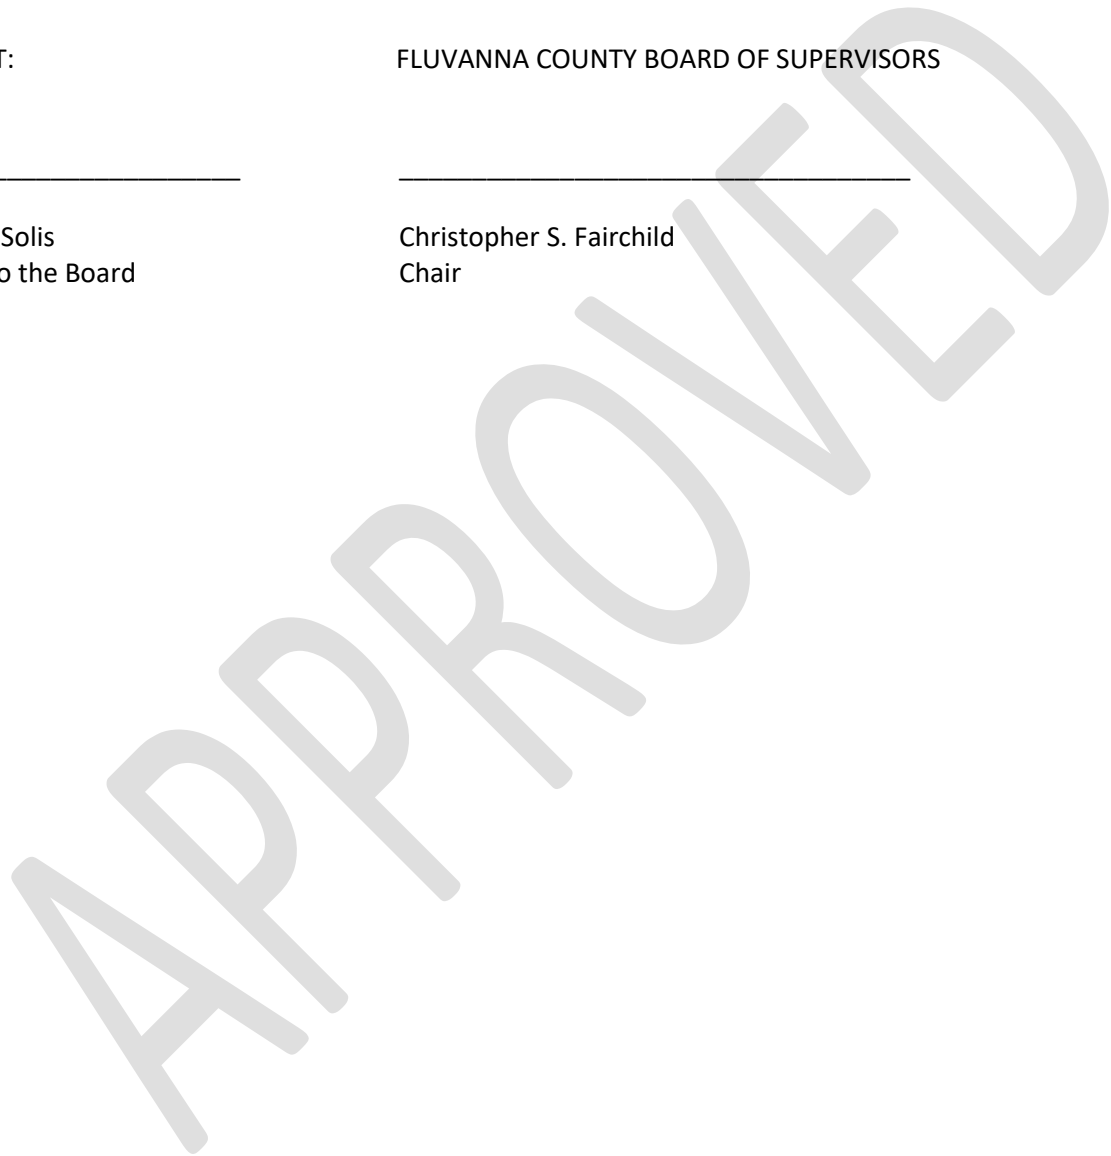 T: FLUVANNA COUNTY BOARD OF SUPERVISORS
Solis Christopher S. Fairchild
o the Board Chair
APPROVED